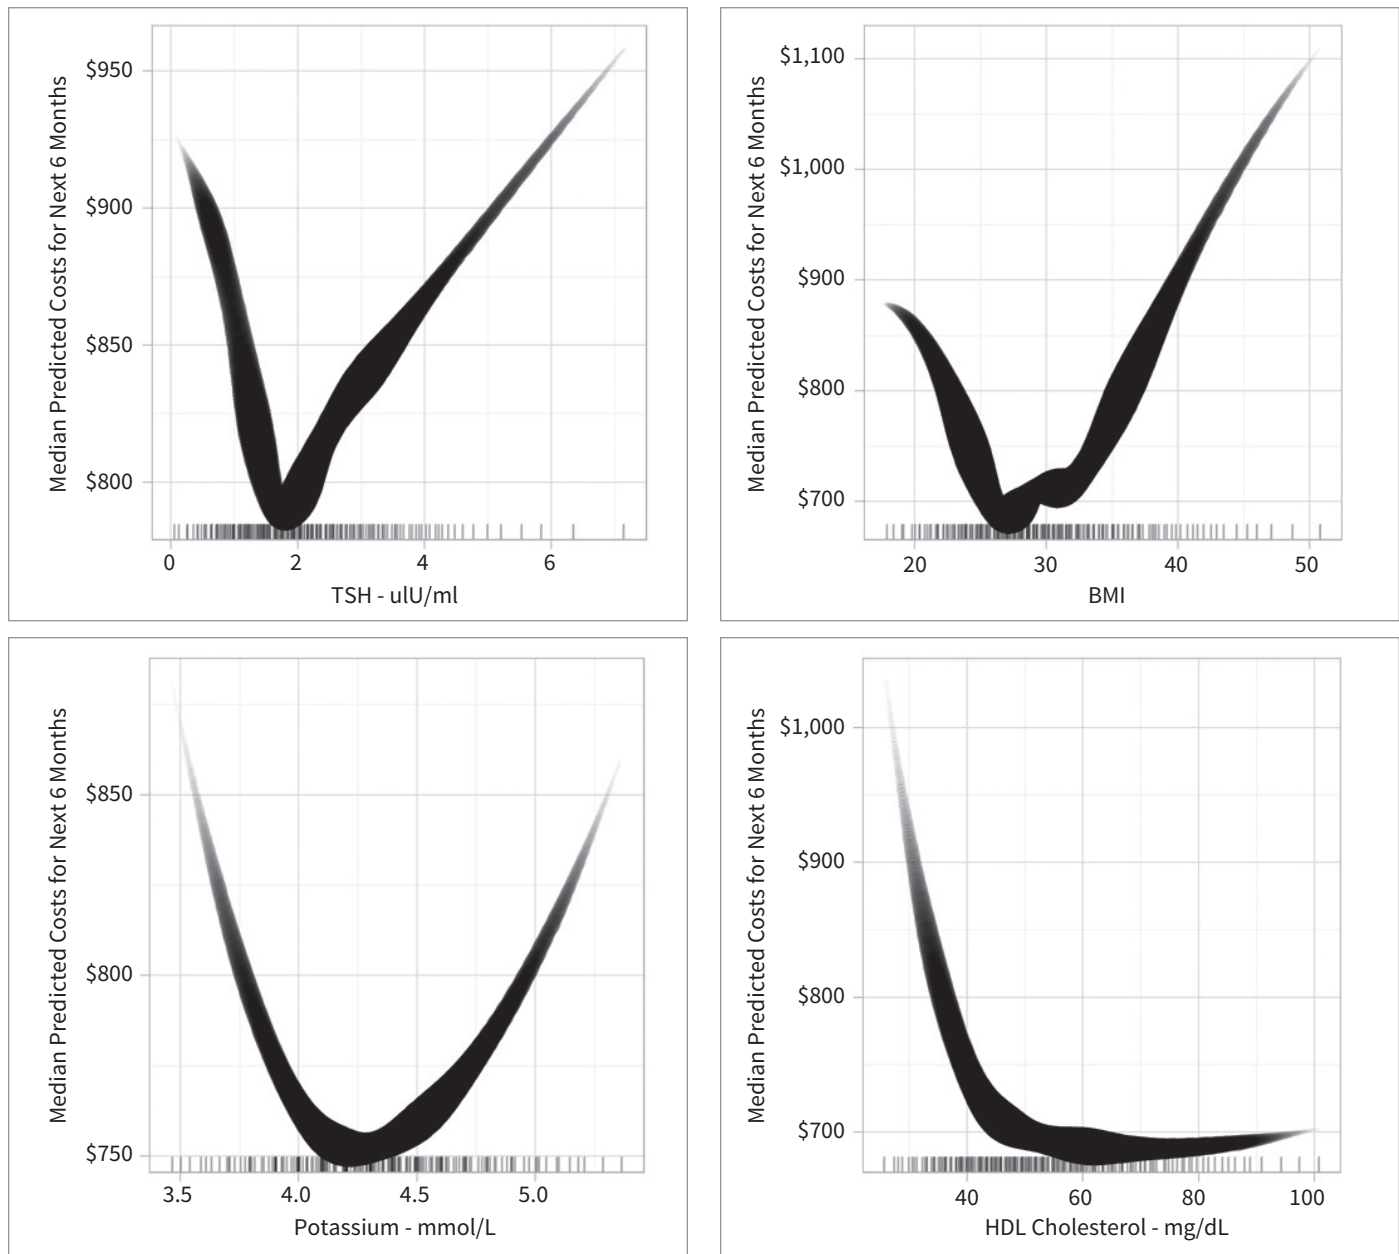 Median Predicted Costs for Next 6 Months
$950
$900
$850
$800
0 2 4 6
TSH - ulU/ml
Median Predicted Costs for Next 6 Months
$1,100
$1,000
$900
$800
$700
20 30 40 50
BMI
Median Predicted Costs for Next 6 Months
$850
$800
$750
3.5 4.0 4.5 5.0
Potassium - mmol/L
Median Predicted Costs for Next 6 Months
$1,000
$900
$800
$700
40 60 80 100
HDL Cholesterol - mg/dL